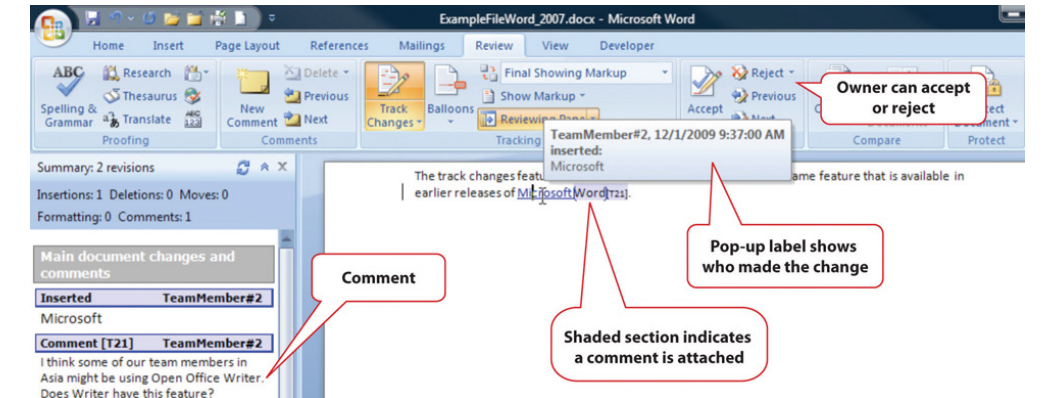 ExampleFileWord_2007.docx - Microsoft Word
Home Insert Page Layout References Mailings Review View Developer
ABC Research Delete Final Showing Markup Reject
Thesaurus Previous Show Markup Previous
Spelling & Grammar Translate ABC 123 New Comment Next Track Changes Balloons Reviewing Pane Accept Next
Proofing Comments Tracking Compare Protect
Owner can accept
or reject
TeamMember#2, 12/1/2009 9:37:00 AM
inserted:
Microsoft
Summary: 2 revisions
Insertions: 1 Deletions: 0 Moves: 0
Formatting: 0 Comments: 1
Main document changes and
comments
Inserted TeamMember#2
Microsoft
Comment [T21] TeamMember#2
I think some of our team members in
Asia might be using Open Office Writer.
Does Writer have this feature?
The track changes ame feature that is available in
earlier releases of Microsoft Word[T21].
Comment
Pop-up label shows
who made the change
Shaded section indicates
a comment is attached